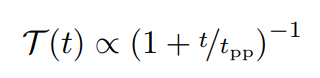 𝒯(t) ∝ (1 + t/t_pp)^−1